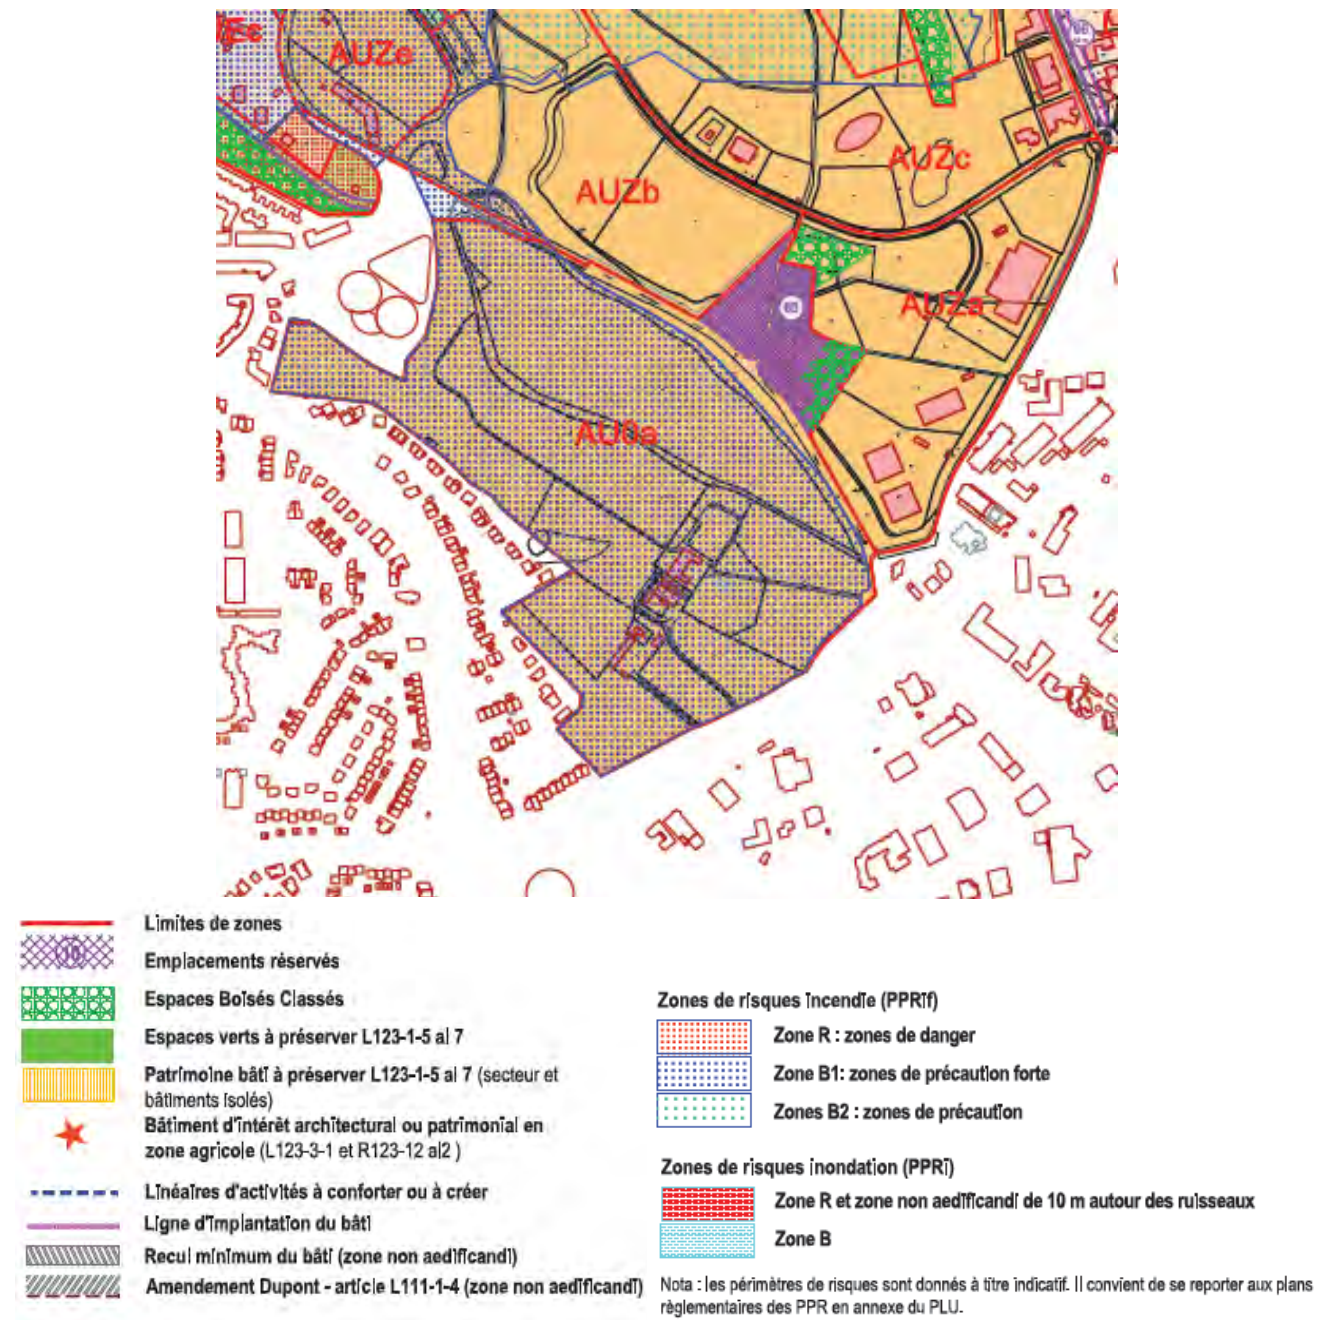 AUZe
AUZc
AUZb
AUZa
AU0a
Limites de zones
10
Emplacements réservés
Espaces Boisés Classés
Espaces verts à préserver L123-1-5 al 7
Patrimoine bâti à préserver L123-1-5 al 7 (secteur et
bâtiments isolés)
Bâtiment d'intérêt architectural ou patrimonial en
zone agricole (L123-3-1 et R123-12 al2 )
Linéaires d'activités à conforter ou à créer
Ligne d'implantation du bâti
Recul minimum du bâti (zone non aedificandi)
Amendement Dupont - article L111-1-4 (zone non aedificandi)
Zones de risques incendie (PPRif)
Zone R : zones de danger
Zone B1: zones de précaution forte
Zones B2 : zones de précaution
Zones de risques inondation (PPRi)
Zone R et zone non aedificandi de 10 m autour des ruisseaux
Zone B
Nota : les périmètres de risques sont donnés à titre indicatif. Il convient de se reporter aux plans
règlementaires des PPR en annexe du PLU.